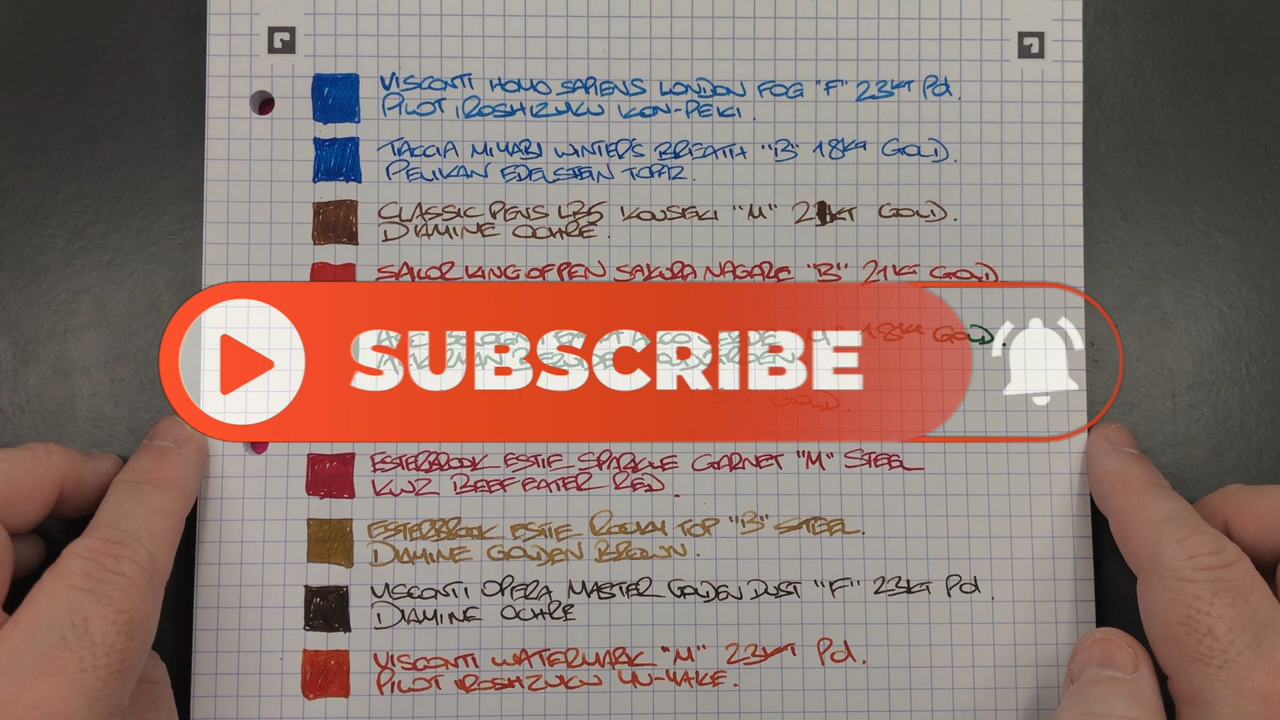 VISCONTI HOMO SAPIENS LONDON FOG "F" 23kt Pd.
PILOT IROSHIZUKU KON-PEKI.
TACCIA MIYABI WINTER'S BREATH "B" 18kt GOLD.
PELIKAN EDELSTEIN TOPAZ.
CLASSIC PENS LB5 KOUSEKI "M" 21kt GOLD.
DIAMINE OCHRE.
SAILOR KING OF PEN SAKURA NAGARE "B" 21kt GOLD
18kt GOLD.
SUBSCRIBE
GOLD.
ESTERBROOK ESTIE SPARKLE GARNET "M" STEEL
KWZ BEEFEATER RED.
ESTERBROOK ESTIE ROCKY TOP "B" STEEL.
DIAMINE GOLDEN BROWN.
VISCONTI OPERA MASTER GOLDEN DUST "F" 23kt Pd.
DIAMINE OCHRE
VISCONTI WATERMARK "M" 23kt Pd.
PILOT IROSHIZUKU YU-YAKE.